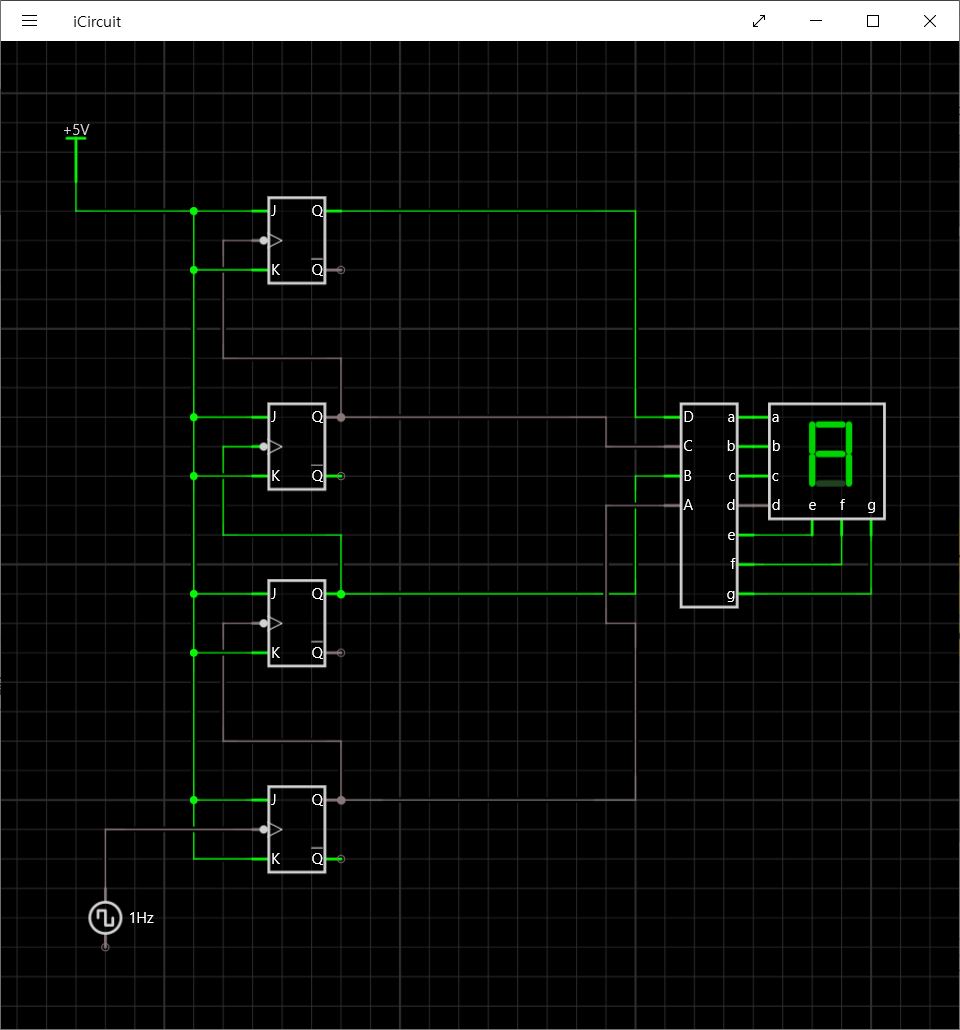 iCircuit
+5V
J Q
K Q
J Q
D a a
C b b
K Q
B c c
A d d e f g
e
f
J Q
g
K Q
J Q
K Q
1Hz